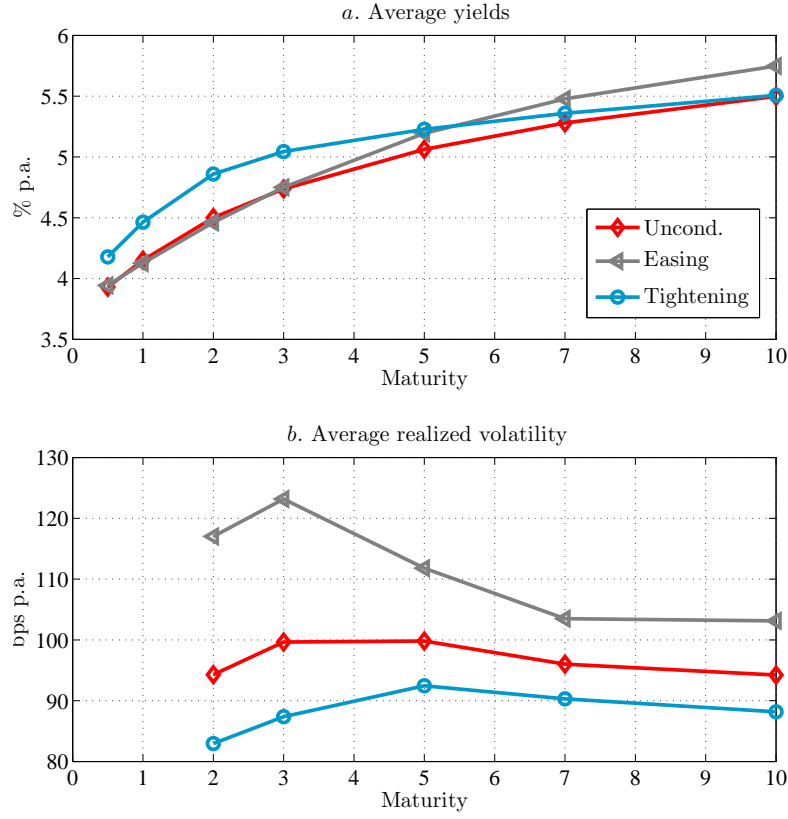 a. Average yields
6
5.5
5
4.5
4
3.5
% p.a.
Uncond.
Easing
Tightening
0 1 2 3 4 5 6 7 8 9 10
Maturity
b. Average realized volatility
130
120
110
100
90
80
bps p.a.
0 1 2 3 4 5 6 7 8 9 10
Maturity